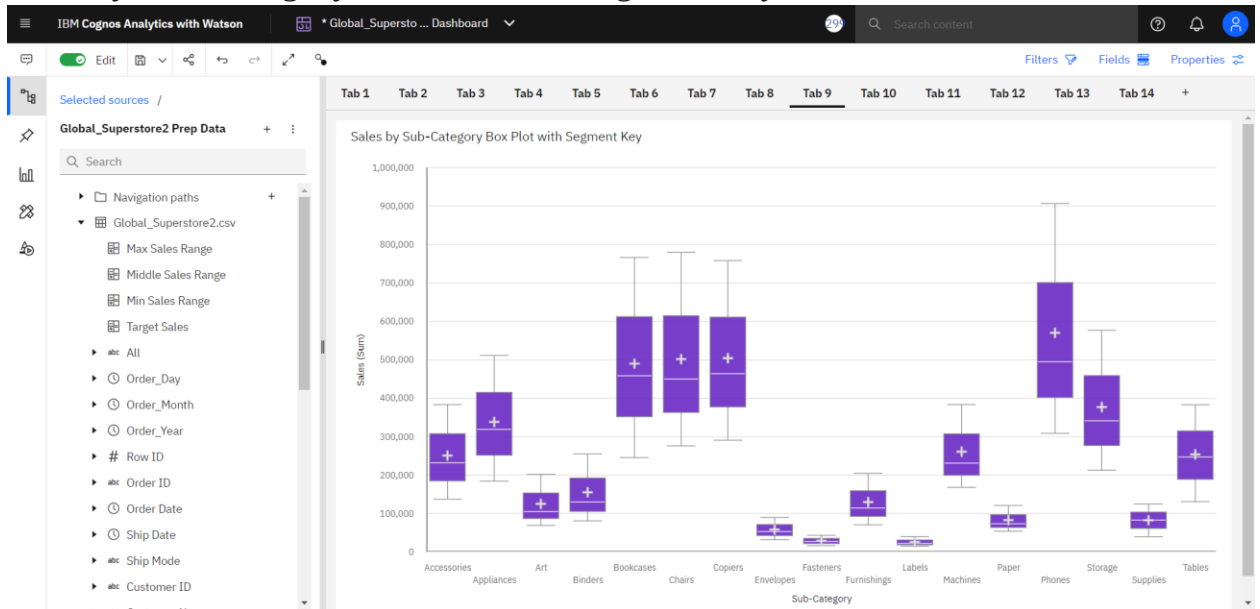 IBM Cognos Analytics with Watson
* Global_Supersto ... Dashboard
299
Search content
Edit
Filters
Fields
Properties
Selected sources /
Global_Superstore2 Prep Data + ⋮
Search
Navigation paths +
Global_Superstore2.csv
Max Sales Range
Middle Sales Range
Min Sales Range
Target Sales
abc All
Order_Day
Order_Month
Order_Year
# Row ID
abc Order ID
Order Date
Ship Date
abc Ship Mode
abc Customer ID
Tab 1 Tab 2 Tab 3 Tab 4 Tab 5 Tab 6 Tab 7 Tab 8 Tab 9 Tab 10 Tab 11 Tab 12 Tab 13 Tab 14 +
Sales by Sub-Category Box Plot with Segment Key
1,000,000
900,000
800,000
700,000
600,000
500,000
400,000
300,000
200,000
100,000
0
Sales (Sum)
Accessories Art Bookcases Copiers Fasteners Labels Paper Storage Tables
Appliances Binders Chairs Envelopes Furnishings Machines Phones Supplies
Sub-Category